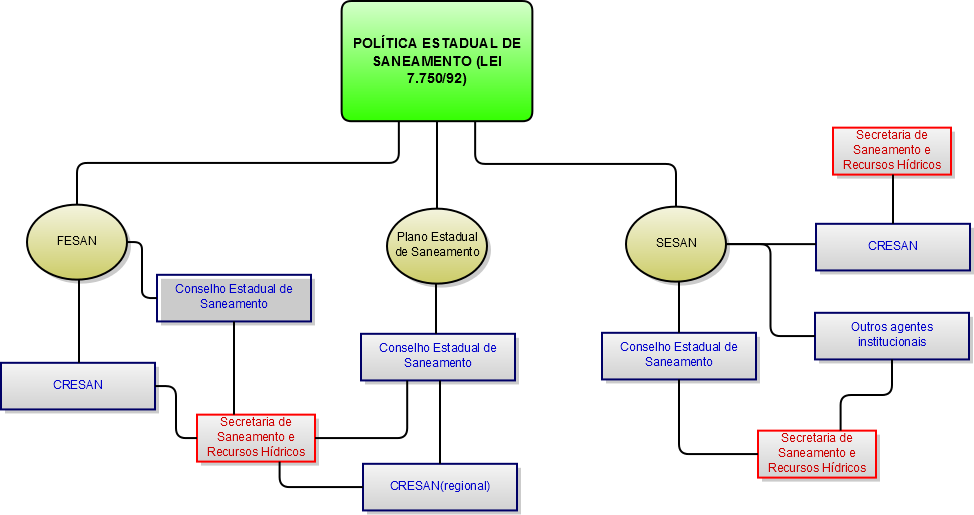 POLÍTICA ESTADUAL DE
SANEAMENTO (LEI
7.750/92)
Secretaria de
Saneamento e
Recursos Hídricos
FESAN
Plano Estadual
de Saneamento
SESAN
CRESAN
Conselho Estadual de
Saneamento
Outros agentes
institucionais
Conselho Estadual de
Saneamento
Conselho Estadual de
Saneamento
CRESAN
Secretaria de
Saneamento e
Recursos Hídricos
Secretaria de
Saneamento e
Recursos Hídricos
CRESAN(regional)